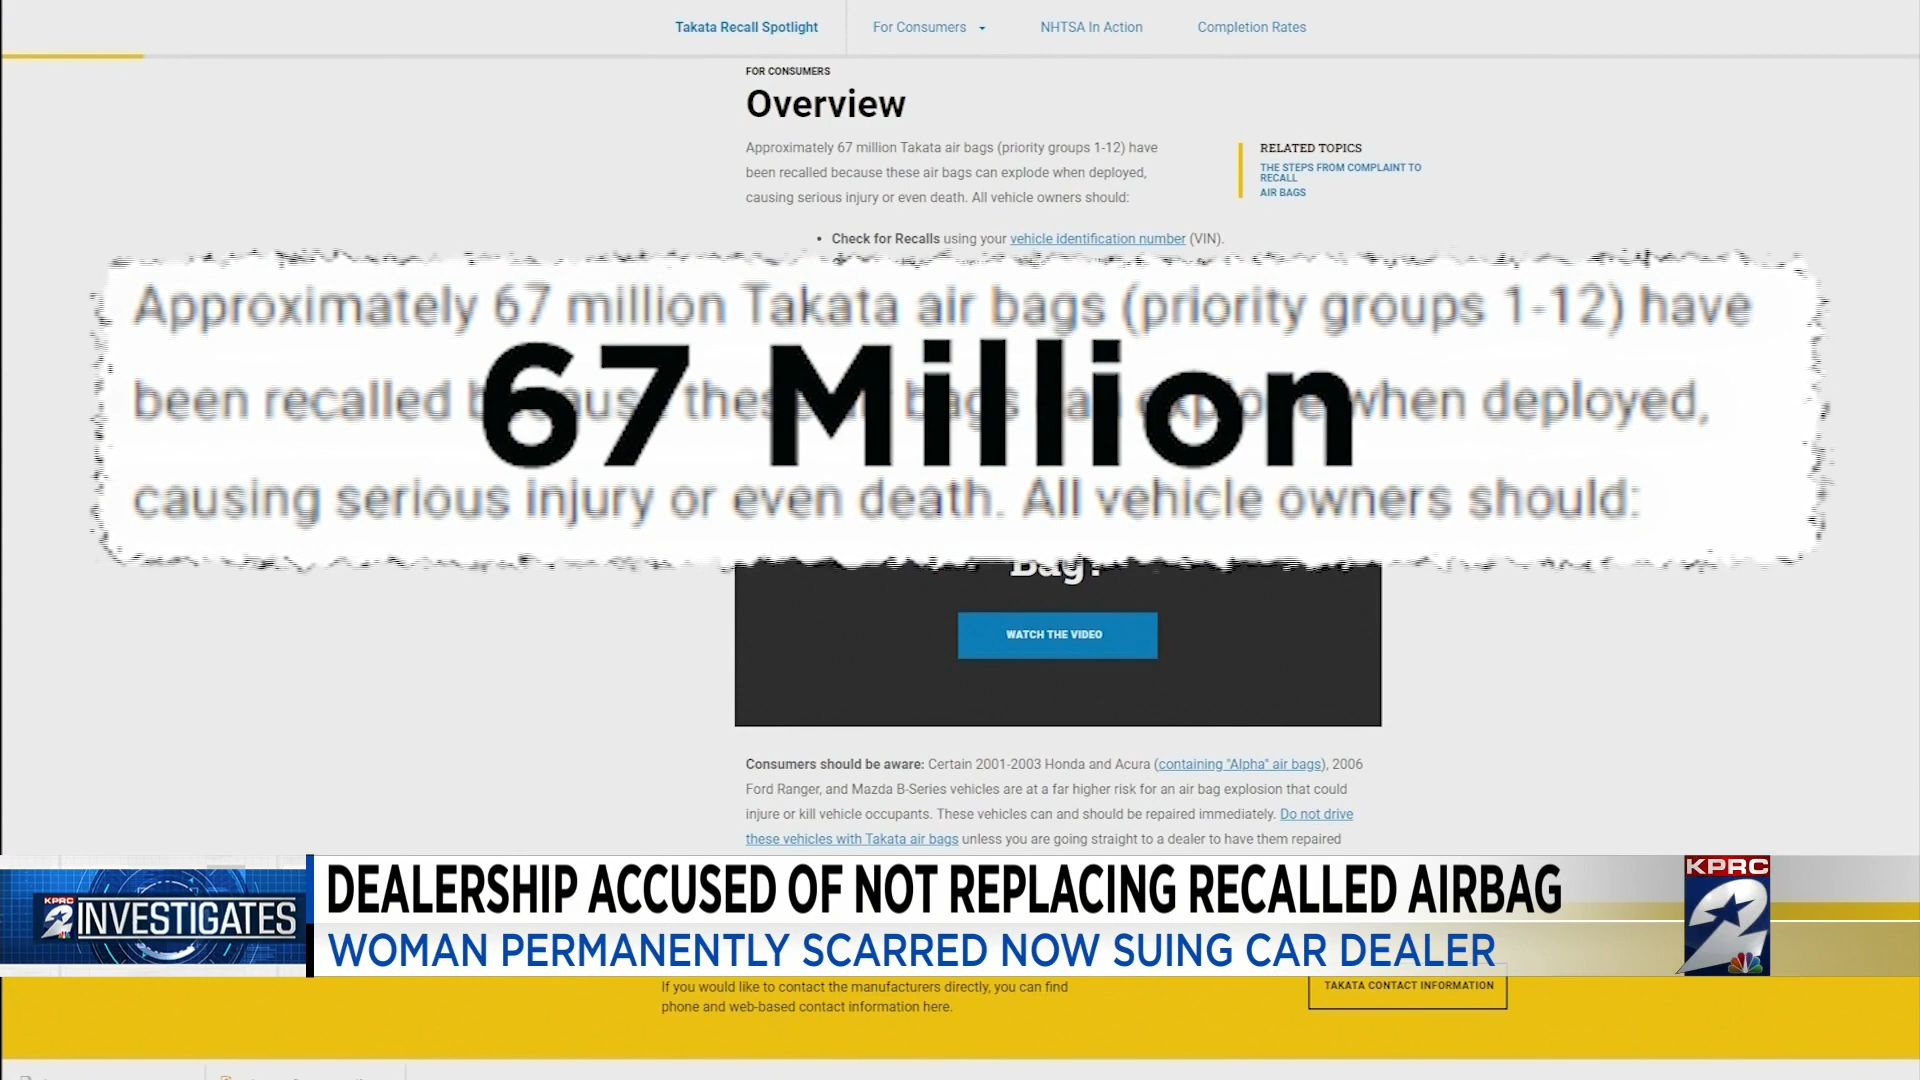 Takata Recall Spotlight
For Consumers
NHTSA In Action
Completion Rates
FOR CONSUMERS
Overview
Approximately 67 million Takata air bags (priority groups 1-12) have
been recalled because these air bags can explode when deployed,
causing serious injury or even death. All vehicle owners should:
RELATED TOPICS
THE STEPS FROM COMPLAINT TO
RECALL
AIR BAGS
• Check for Recalls using your vehicle identification number (VIN).
Approximately 67 million Takata air bags (priority groups 1-12) have
been recalled when deployed,
67 Million
causing serious injury or even death. All vehicle owners should:
Bag?
WATCH THE VIDEO
Consumers should be aware: Certain 2001-2003 Honda and Acura (containing "Alpha" air bags), 2006
Ford Ranger, and Mazda B-Series vehicles are at a far higher risk for an air bag explosion that could
injure or kill vehicle occupants. These vehicles can and should be repaired immediately. Do not drive
these vehicles with Takata air bags unless you are going straight to a dealer to have them repaired
KPRC
2 INVESTIGATES
DEALERSHIP ACCUSED OF NOT REPLACING RECALLED AIRBAG
WOMAN PERMANENTLY SCARRED NOW SUING CAR DEALER
KPRC
2
If you would like to contact the manufacturers directly, you can find
phone and web-based contact information here.
TAKATA CONTACT INFORMATION